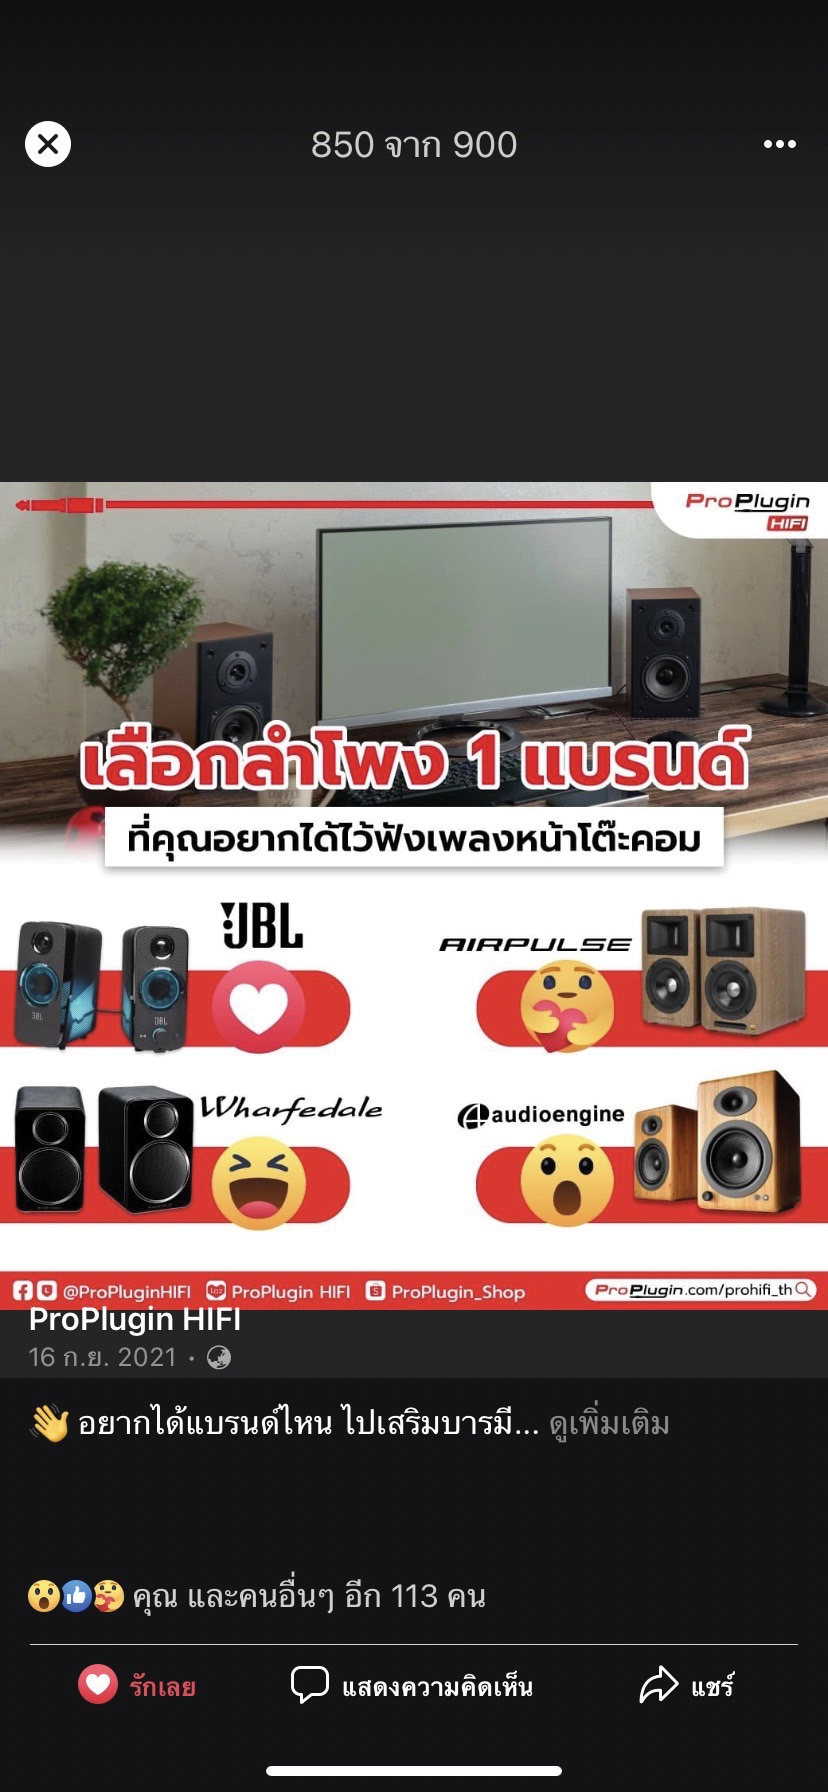 850 จาก 900
ProPlugin
HIFI
เลือกลำโพง 1 แบรนด์
ที่คุณอยากได้ไว้ฟังเพลงหน้าโต๊ะคอม
JBL
AIRPULSE
JBL
JBL
Wharfedale
audioengine
@ProPluginHIFI ProPlugin HIFI ProPlugin_Shop ProPlugin.com/prohifi_th
ProPlugin HIFI
16 ก.ย. 2021
👋 อยากได้แบรนด์ไหน ไปเสริมบารมี... ดูเพิ่มเติม
คุณ และคนอื่นๆ อีก 113 คน
รักเลย แสดงความคิดเห็น แชร์